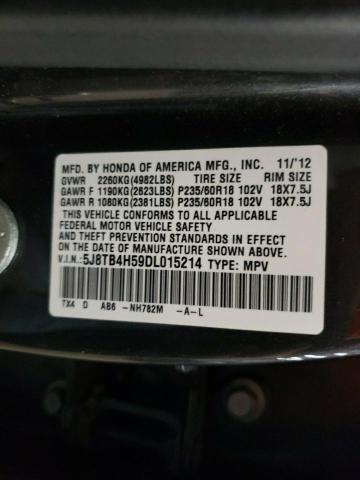 MFD. BY HONDA OF AMERICA MFG., INC. 11/'12
GVWR 2260KG(4982LBS) TIRE SIZE RIM SIZE
GAWR F 1190KG(2623LBS) P235/60R18 102V 18X7.5J
GAWR R 1080KG(2381LBS) P235/60R18 102V 18X7.5J
THIS VEHICLE CONFORMS TO ALL APPLICABLE
FEDERAL MOTOR VEHICLE SAFETY
STANDARDS IN EFFECT ON THE
DATE OF MANUFACTURE SHOWN ABOVE.
V.I.N.: 5J8TB4H59DL015214 TYPE: MPV
TX4 D AB6 -NH782M -A-L